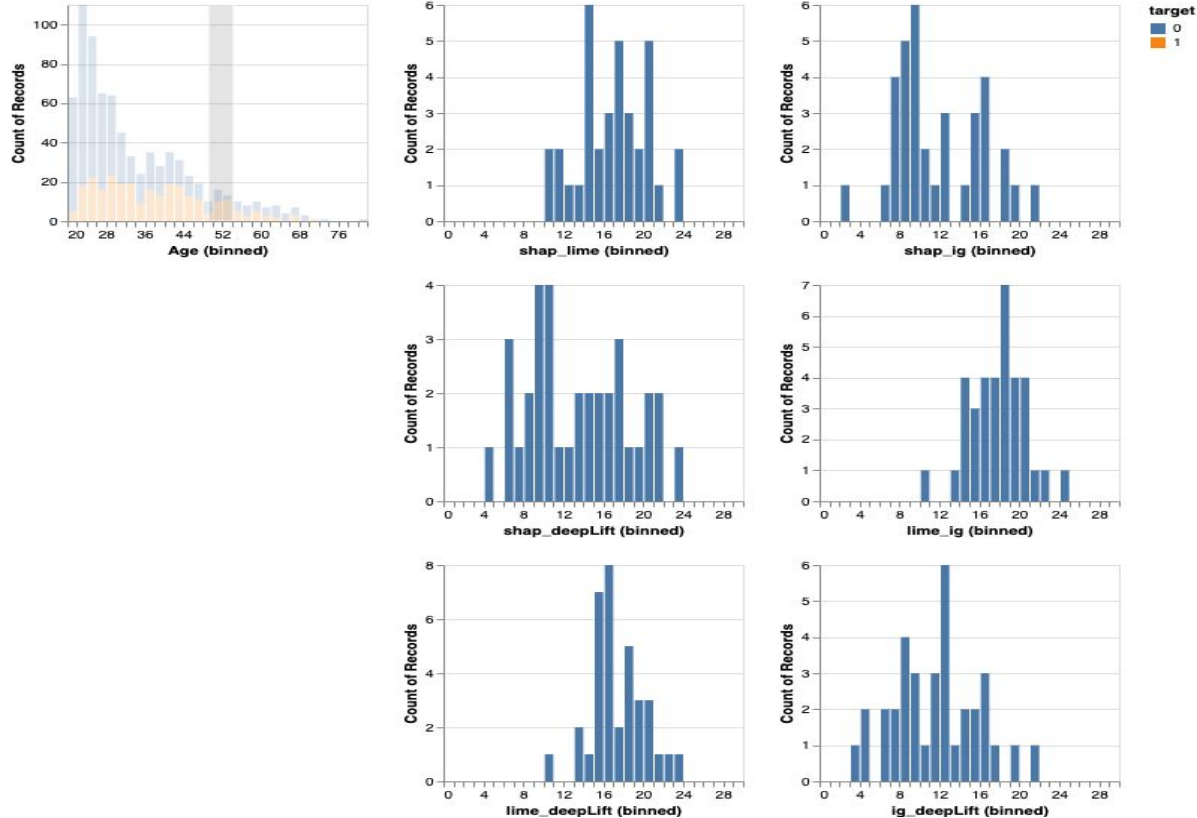 100
80
60
40
20
0
Count of Records
20 28 36 44 52 60 68 76
Age (binned)
6
5
4
3
2
1
0
Count of Records
0 4 8 12 16 20 24 28
shap_lime (binned)
6
5
4
3
2
1
0
Count of Records
0 4 8 12 16 20 24 28
shap_ig (binned)
target
0
1
4
3
2
1
0
Count of Records
0 4 8 12 16 20 24 28
shap_deepLift (binned)
7
6
5
4
3
2
1
0
Count of Records
0 4 8 12 16 20 24 28
lime_ig (binned)
8
6
4
2
0
Count of Records
0 4 8 12 16 20 24 28
lime_deepLift (binned)
6
5
4
3
2
1
0
Count of Records
0 4 8 12 16 20 24 28
ig_deepLift (binned)